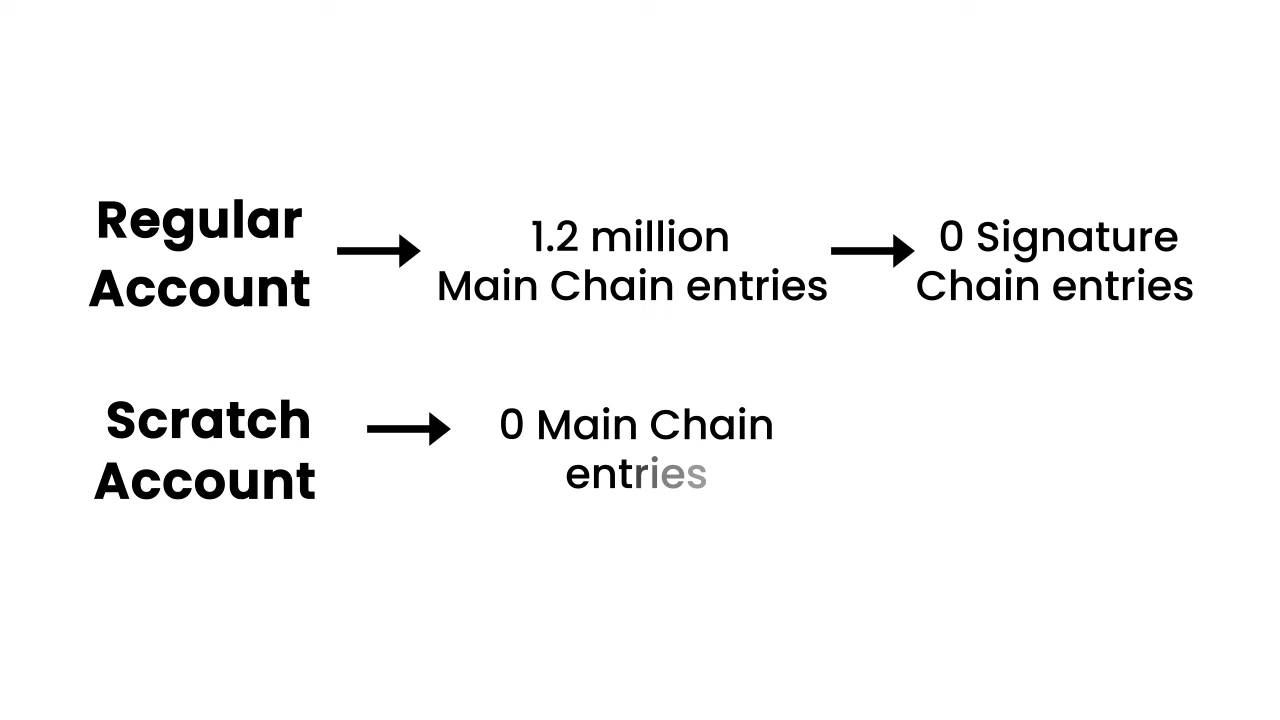 Regular
Account
1.2 million
Main Chain entries
0 Signature
Chain entries
Scratch
Account
0 Main Chain
entries